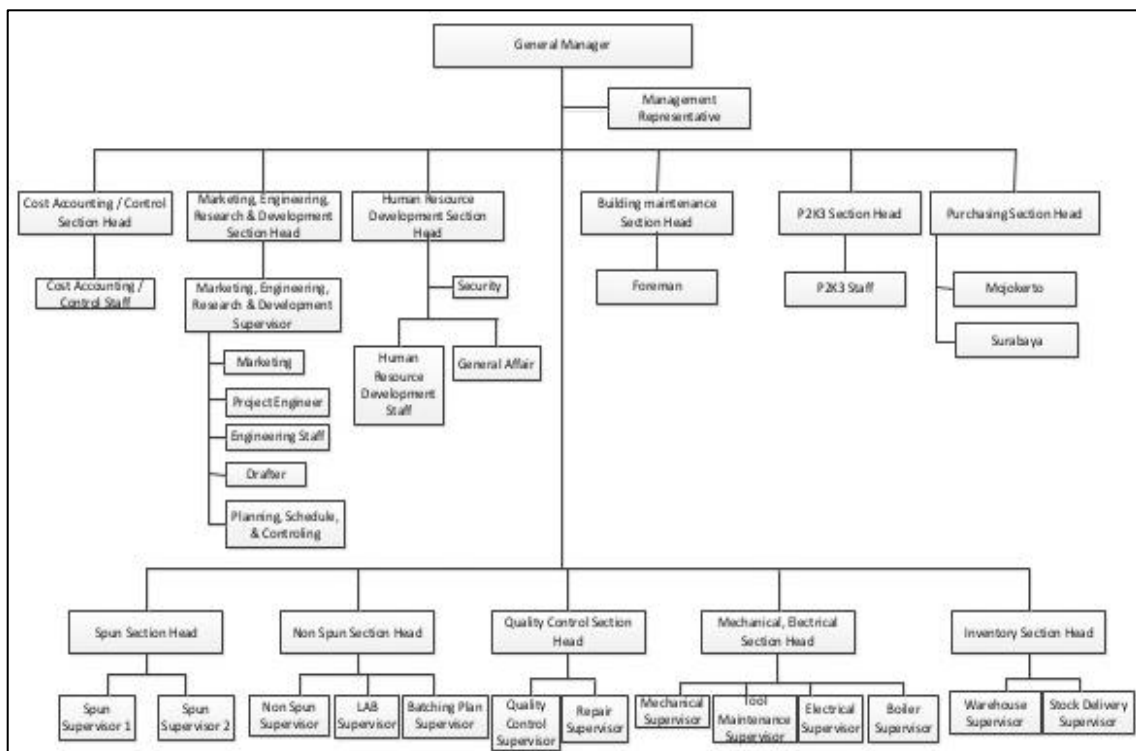 General Manager
Management
Representative
Cost Accounting / Control
Section Head
Marketing, Engineering,
Research & Development
Section Head
Human Resource
Development Section
Head
Building maintenance
Section Head
P2K3 Section Head
Purchasing Section Head
Cost Accounting /
Control Staff
Marketing, Engineering,
Research & Development
Supervisor
Security
Foreman
P2K3 Staff
Mojokerto
Surabaya
Marketing
Human
Resource
Development
Staff
General Affair
Project Engineer
Engineering Staff
Drafter
Planning, Schedule,
& Controling
Spun Section Head
Non Spun Section Head
Quality Control Section
Head
Mechanical, Electrical
Section Head
Inventory Section Head
Spun
Supervisor 1
Spun
Supervisor 2
Non Spun
Supervisor
LAB
Supervisor
Batching Plan
Supervisor
Quality
Control
Supervisor
Repair
Supervisor
Mechanical
Supervisor
Tool
Maintenance
Supervisor
Electrical
Supervisor
Boiler
Supervisor
Warehouse
Supervisor
Stock Delivery
Supervisor